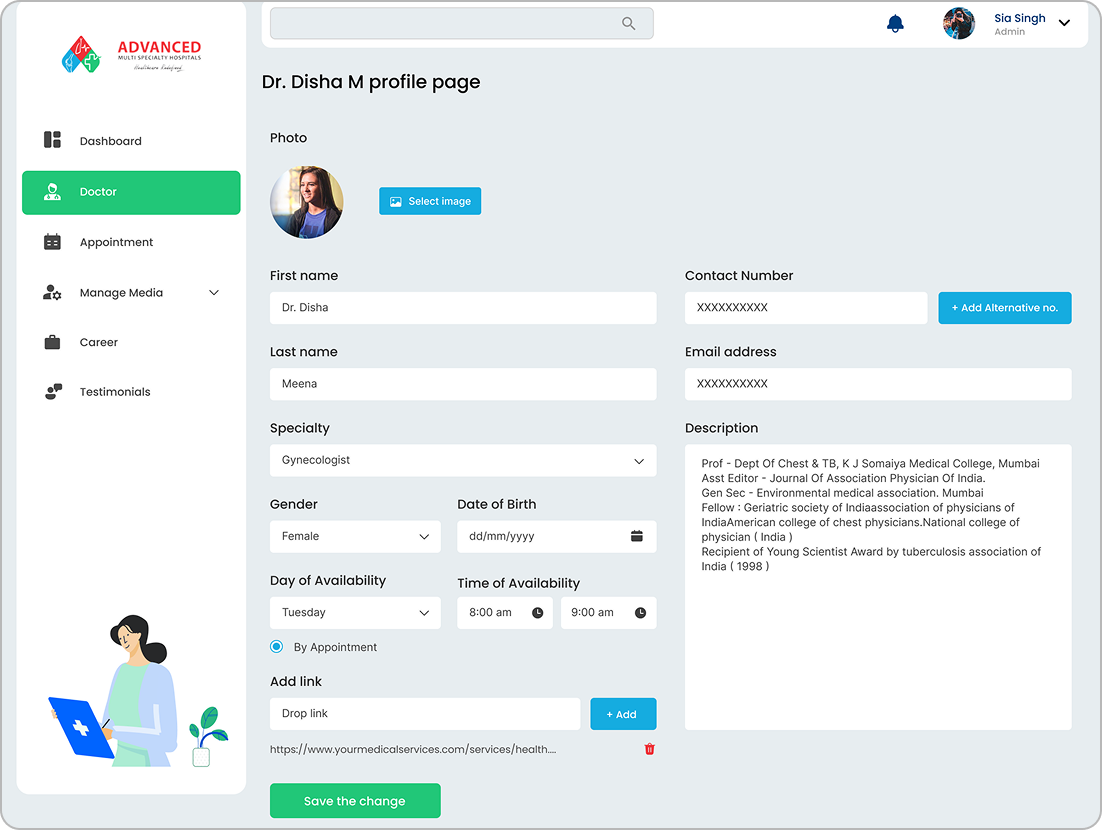 ADVANCED
MULTI SPECIALTY HOSPITALS
Healthcare Redefined
Sia Singh
Admin
Dashboard
Doctor
Appointment
Manage Media
Career
Testimonials
Dr. Disha M profile page
Photo
Select image
First name
Dr. Disha
Last name
Meena
Specialty
Gynecologist
Gender
Female
Date of Birth
dd/mm/yyyy
Day of Availability
Tuesday
Time of Availability
8:00 am
9:00 am
By Appointment
Add link
Drop link
+ Add
https://www.yourmedicalservices.com/services/health....
Save the change
Contact Number
XXXXXXXXXX
+ Add Alternative no.
Email address
XXXXXXXXXX
Description
Prof - Dept Of Chest & TB, K J Somaiya Medical College, Mumbai
Asst Editor - Journal Of Association Physician Of India.
Gen Sec - Environmental medical association. Mumbai
Fellow : Geriatric society of Indiaassociation of physicians of
IndiaAmerican college of chest physicians.National college of
physician ( India )
Recipient of Young Scientist Award by tuberculosis association of
India ( 1998 )